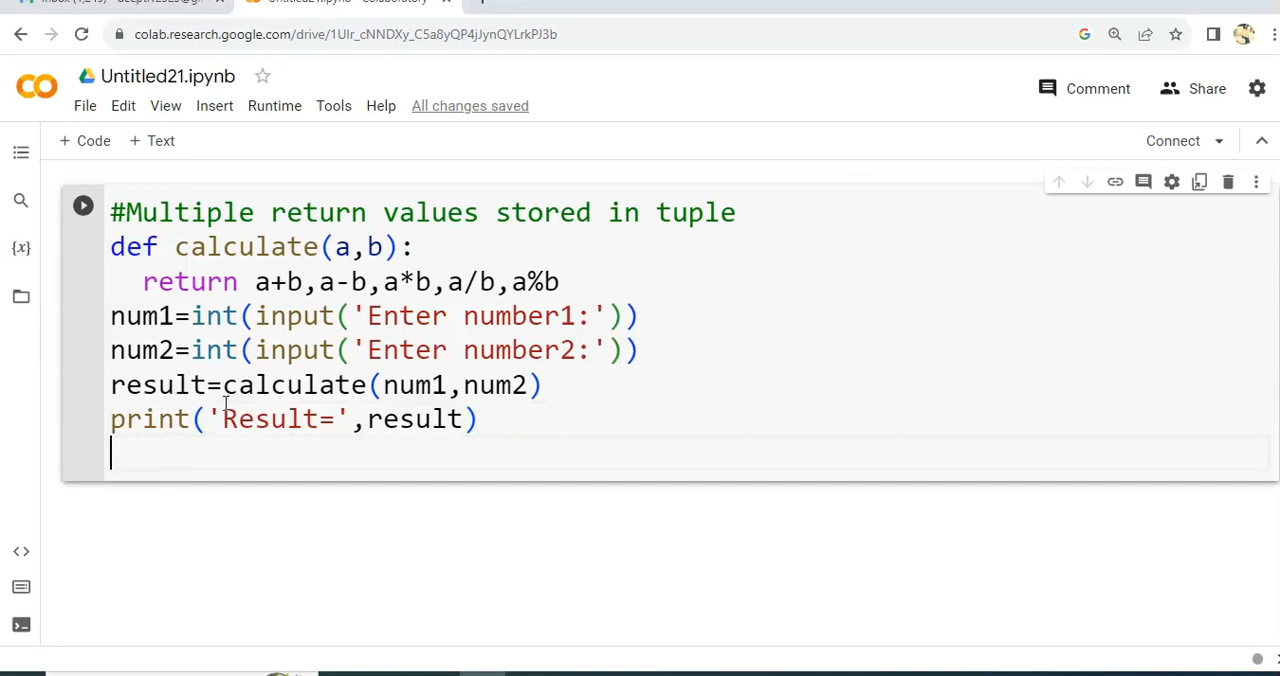 colab.research.google.com/drive/1UIr_cNNDXy_C5a8yQP4jJynQYLrkPJ3b
Untitled21.ipynb
Comment Share
File Edit View Insert Runtime Tools Help All changes saved
+ Code + Text Connect
#Multiple return values stored in tuple
def calculate(a,b):
return a+b,a-b,a*b,a/b,a%b
num1=int(input('Enter number1:'))
num2=int(input('Enter number2:'))
result=calculate(num1,num2)
print('Result=',result)